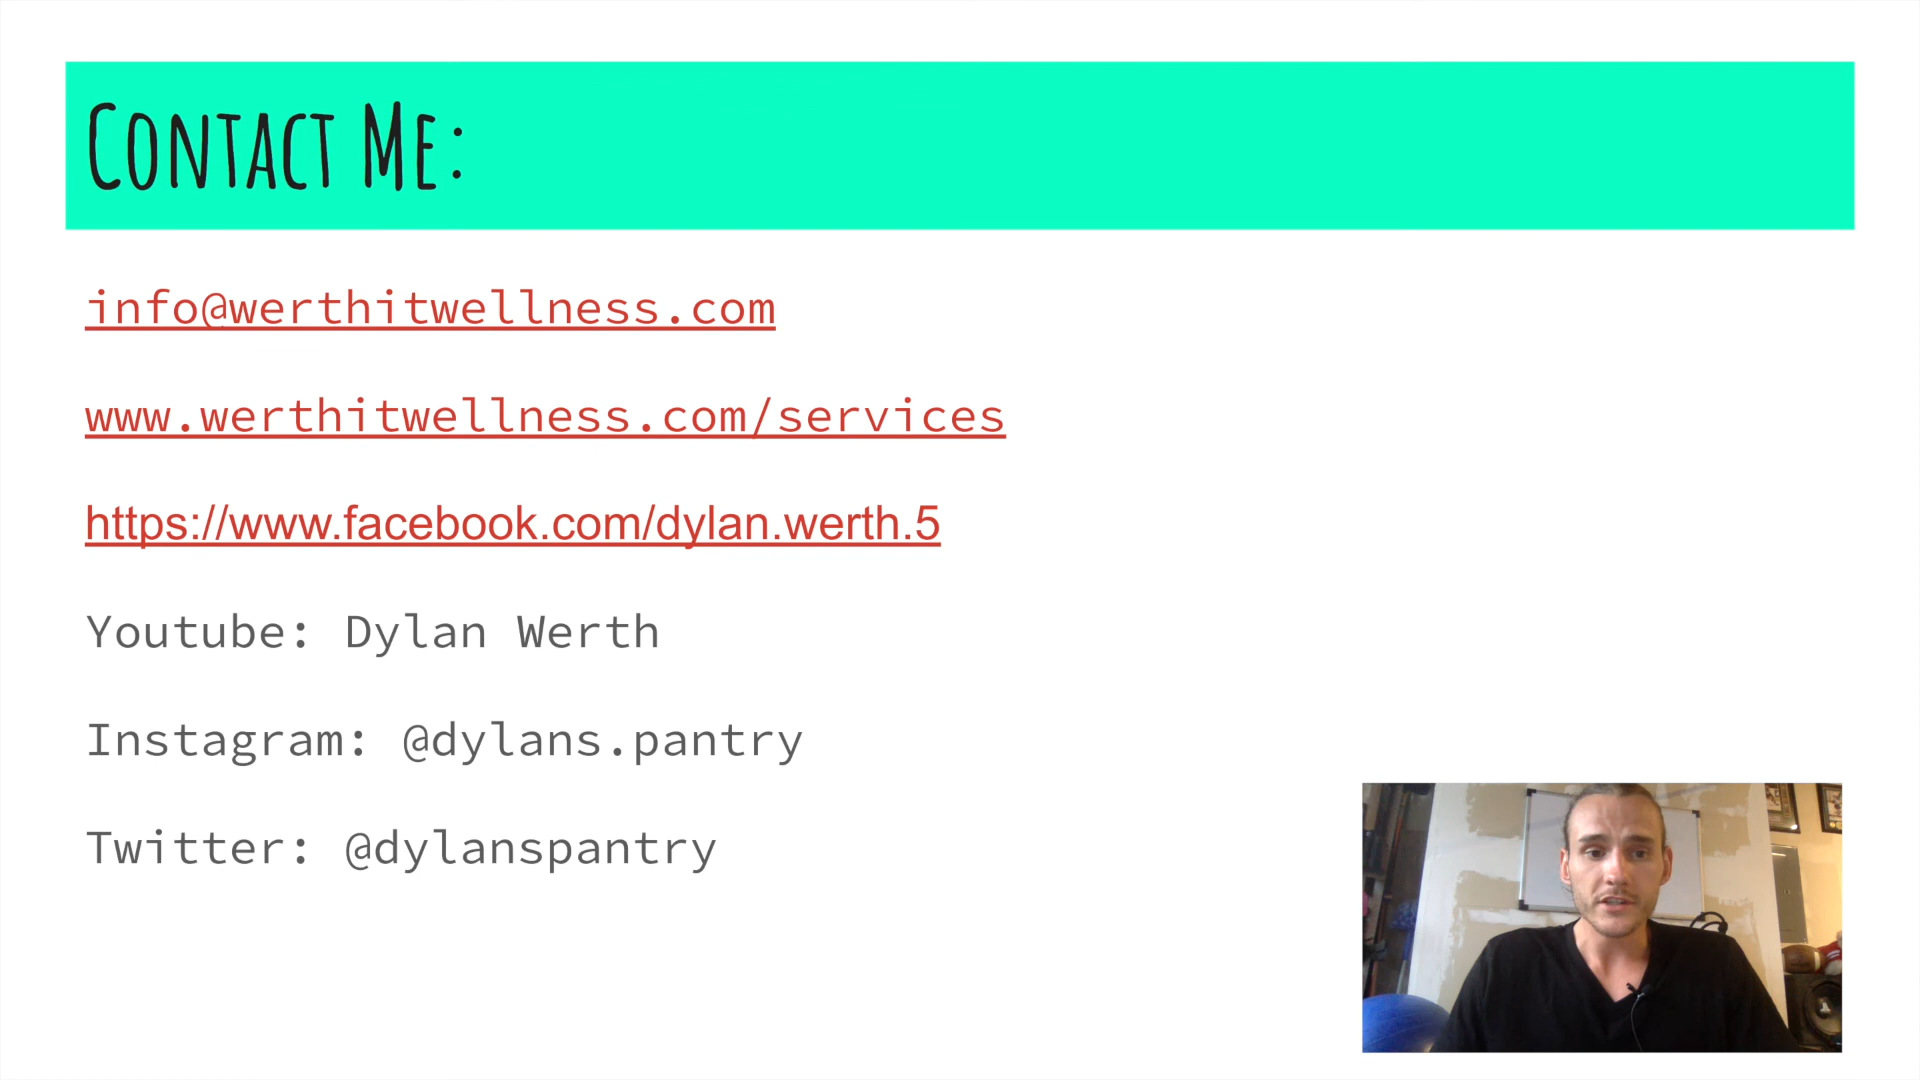 Contact Me:
info@werthitwellness.com
www.werthitwellness.com/services
https://www.facebook.com/dylan.werth.5
Youtube: Dylan Werth
Instagram: @dylans.pantry
Twitter: @dylanspantry